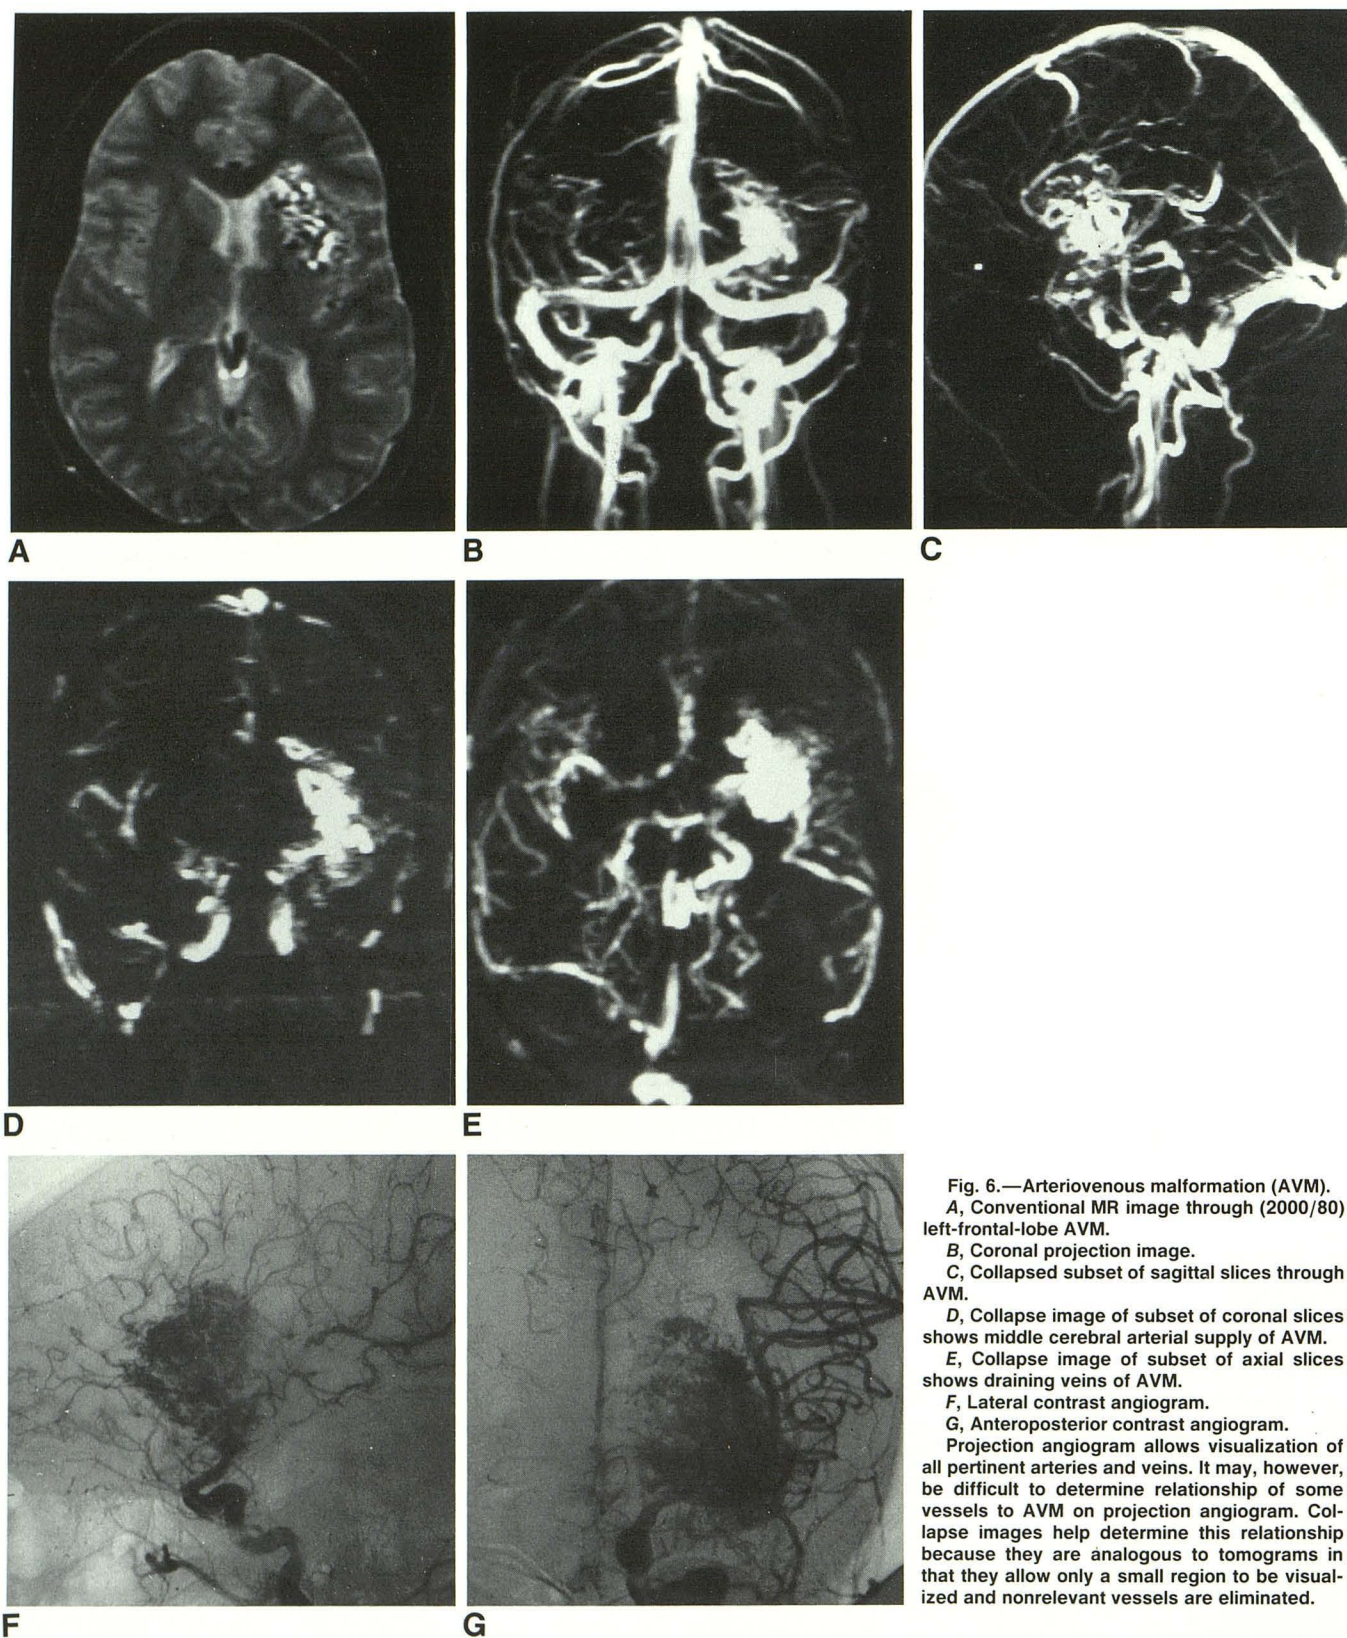 A
B
C
D
E
F
G
Fig. 6.—Arteriovenous malformation (AVM).
A, Conventional MR image through (2000/80)
left-frontal-lobe AVM.
B, Coronal projection image.
C, Collapsed subset of sagittal slices through
AVM.
D, Collapse image of subset of coronal slices
shows middle cerebral arterial supply of AVM.
E, Collapse image of subset of axial slices
shows draining veins of AVM.
F, Lateral contrast angiogram.
G, Anteroposterior contrast angiogram.
Projection angiogram allows visualization of
all pertinent arteries and veins. It may, however,
be difficult to determine relationship of some
vessels to AVM on projection angiogram. Col-
lapse images help determine this relationship
because they are analogous to tomograms in
that they allow only a small region to be visual-
ized and nonrelevant vessels are eliminated.